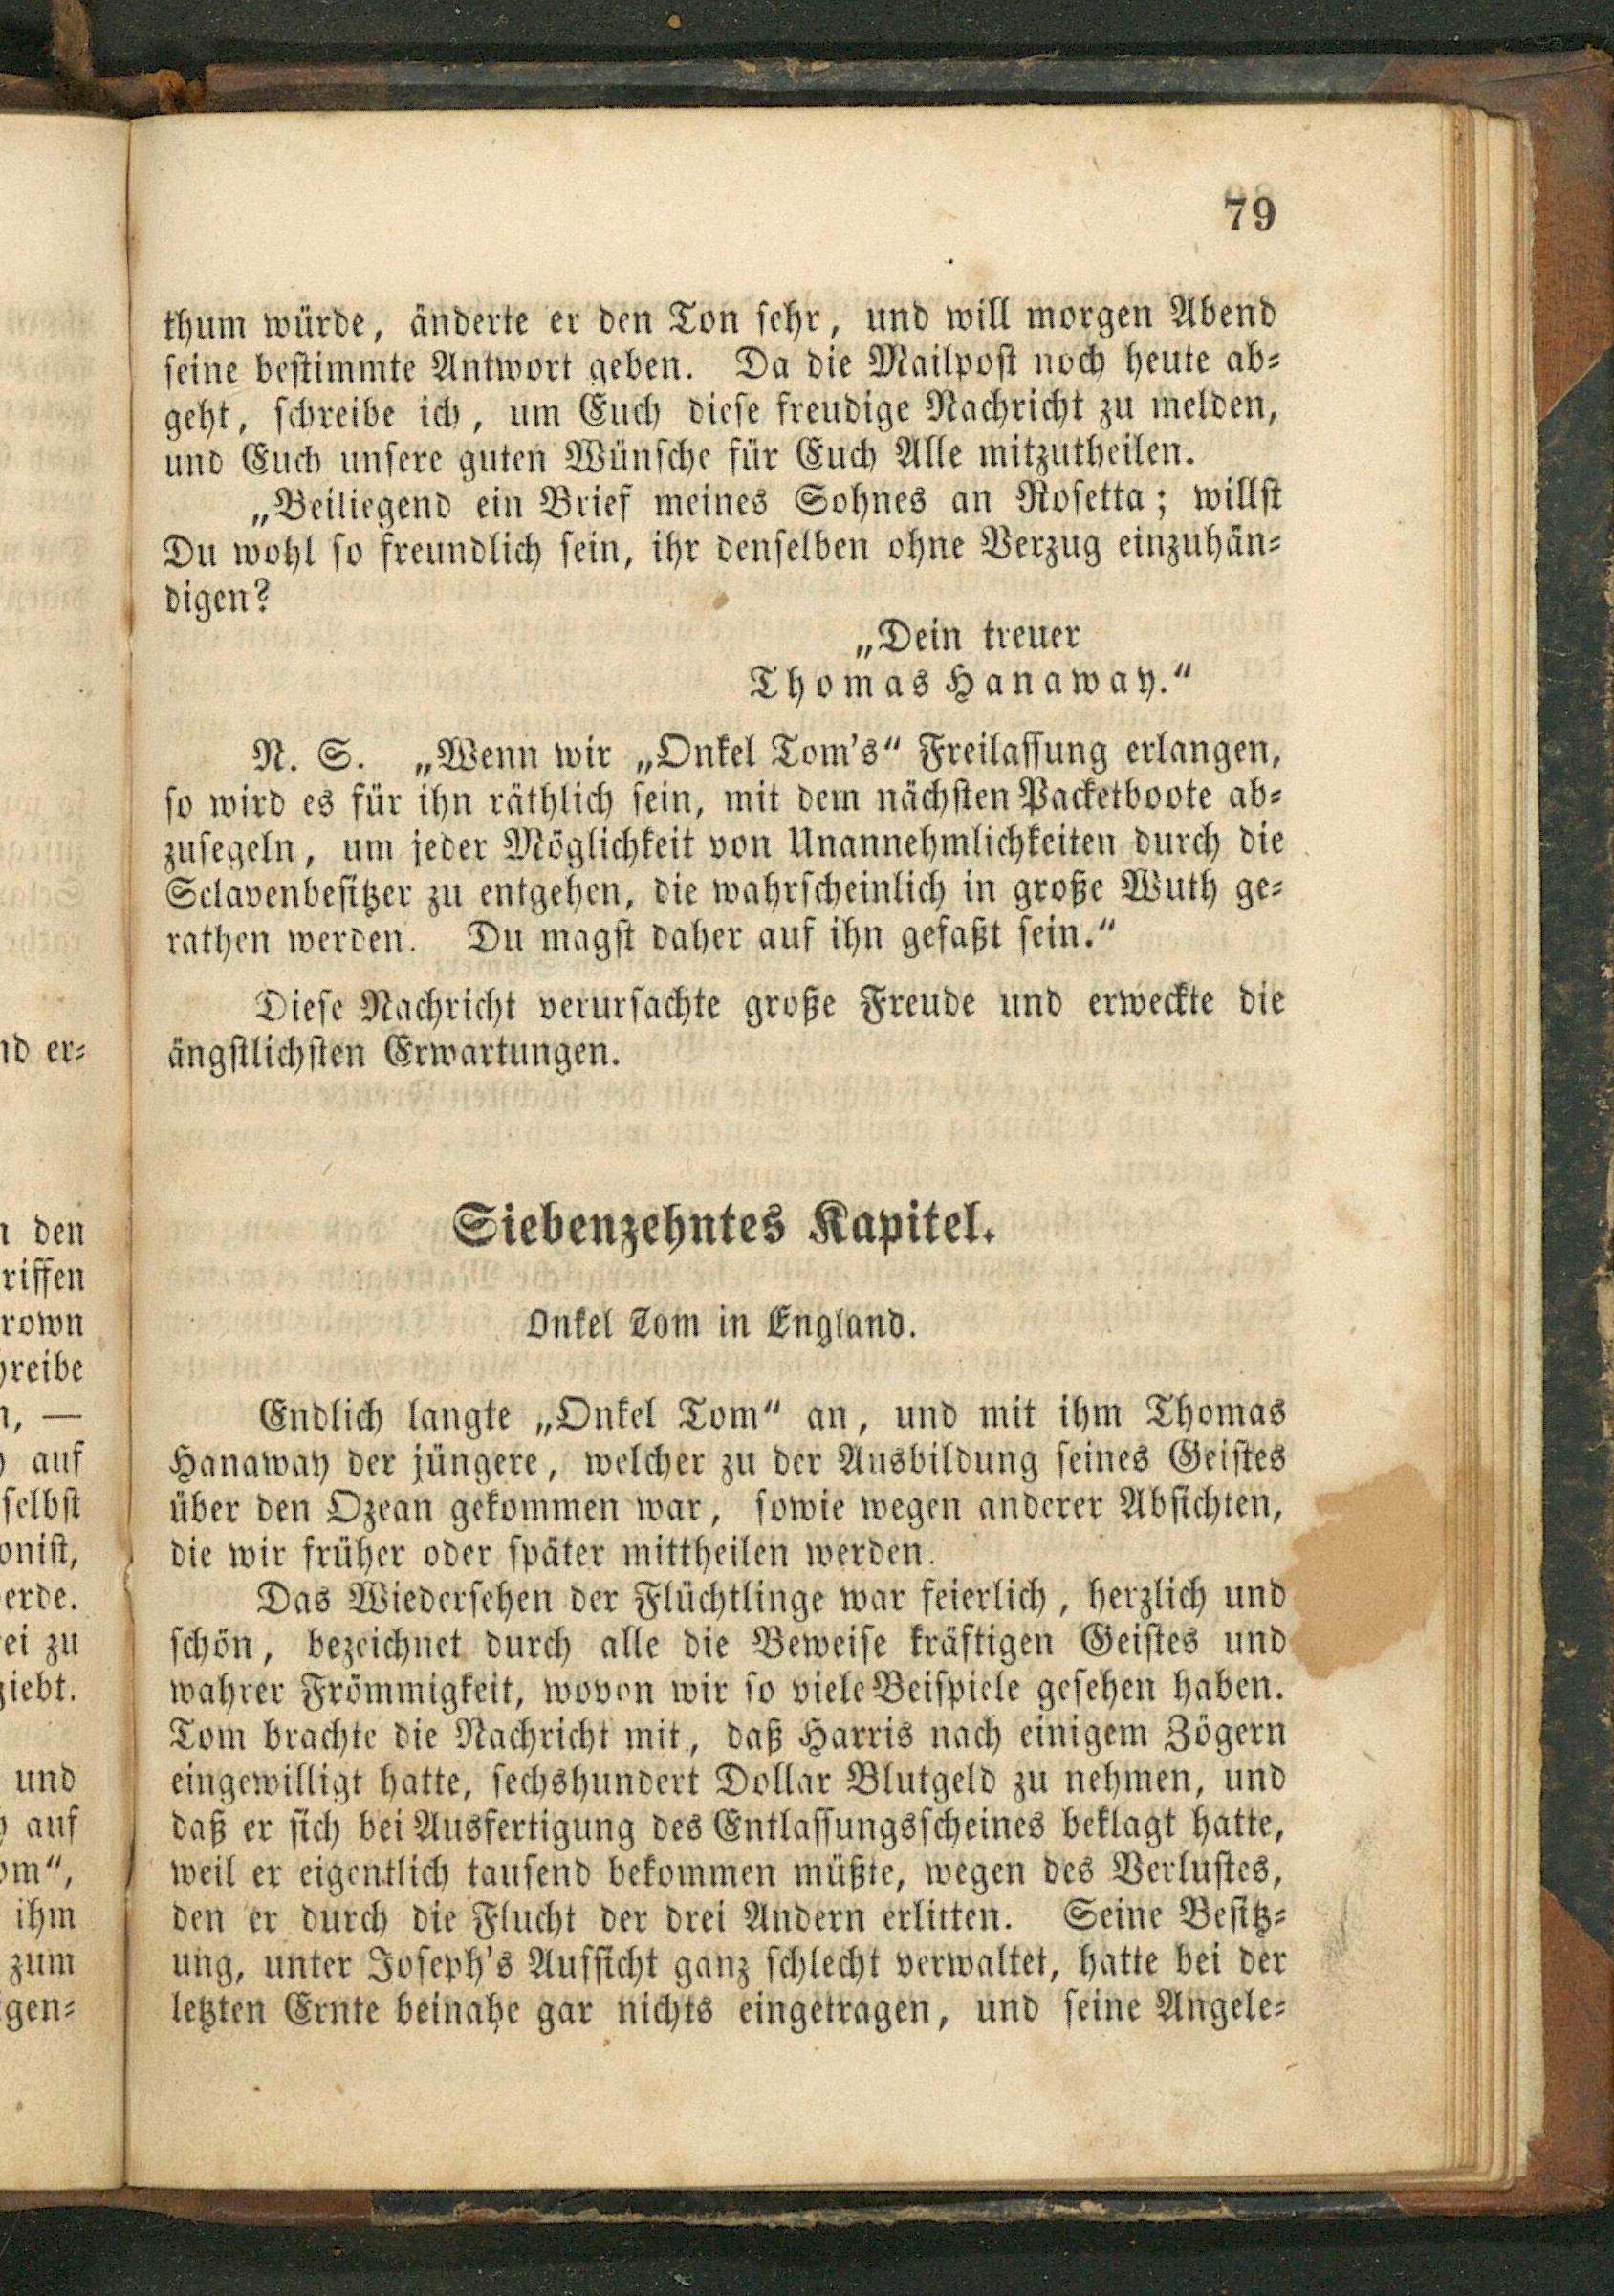 79
thum würde, änderte er den Ton sehr, und will morgen Abend
seine bestimmte Antwort geben. Da die Mailpost noch heute ab-
geht, schreibe ich, um Euch diese freudige Nachricht zu melden,
und Euch unsere guten Wünsche für Euch Alle mitzutheilen.
„Beiliegend ein Brief meines Sohnes an Rosetta; willst
Du wohl so freundlich sein, ihr denselben ohne Verzug einzuhän-
digen?
„Dein treuer
Thomas Hanaway.“
N. S. „Wenn wir „Onkel Tom's“ Freilassung erlangen,
so wird es für ihn räthlich sein, mit dem nächsten Packetboote ab-
zusegeln, um jeder Möglichkeit von Unannehmlichkeiten durch die
Sclavenbesitzer zu entgehen, die wahrscheinlich in große Wuth ge-
rathen werden. Du magst daher auf ihn gefaßt sein.“
Diese Nachricht verursachte große Freude und erweckte die
ängstlichsten Erwartungen.
Siebenzehntes Kapitel.
Onkel Tom in England.
Endlich langte „Onkel Tom“ an, und mit ihm Thomas
Hanaway der jüngere, welcher zu der Ausbildung seines Geistes
über den Ozean gekommen war, sowie wegen anderer Absichten,
die wir früher oder später mittheilen werden.
Das Wiedersehen der Flüchtlinge war feierlich, herzlich und
schön, bezeichnet durch alle die Beweise kräftigen Geistes und
wahrer Frömmigkeit, wovon wir so viele Beispiele gesehen haben.
Tom brachte die Nachricht mit, daß Harris nach einigem Zögern
eingewilligt hatte, sechshundert Dollar Blutgeld zu nehmen, und
daß er sich bei Ausfertigung des Entlassungsscheines beklagt hatte,
weil er eigentlich tausend bekommen müßte, wegen des Verlustes,
den er durch die Flucht der drei Andern erlitten. Seine Besitz-
ung, unter Joseph's Aufsicht ganz schlecht verwaltet, hatte bei der
letzten Ernte beinahe gar nichts eingetragen, und seine Angele-